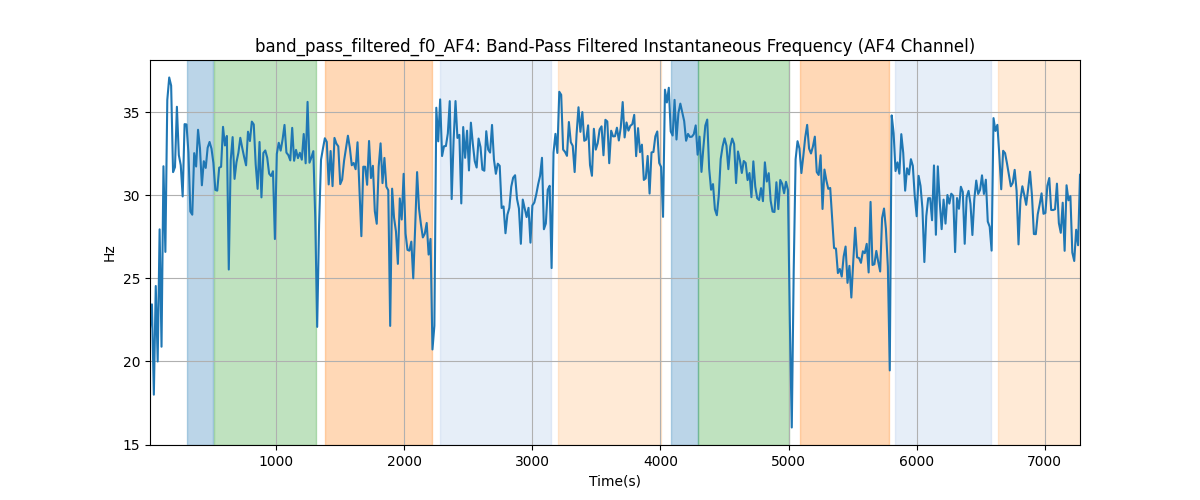 band_pass_filtered_f0_AF4: Band-Pass Filtered Instantaneous Frequency (AF4 Channel)
35
30
25
20
15
Hz
1000 2000 3000 4000 5000 6000 7000
Time(s)